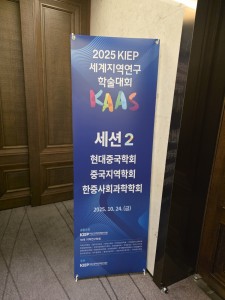 2025 KIEP
세계지역연구
학술대회
KAAS
세션 2
현대중국학회
중국지역학회
한중사회과학학회
2025. 10. 24.(금)
KIEP
KIEP